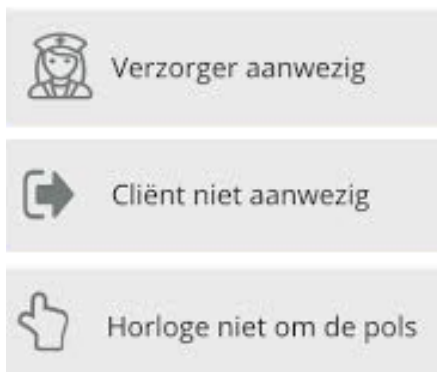 Verzorger aanwezig
Cliënt niet aanwezig
Horloge niet om de pols